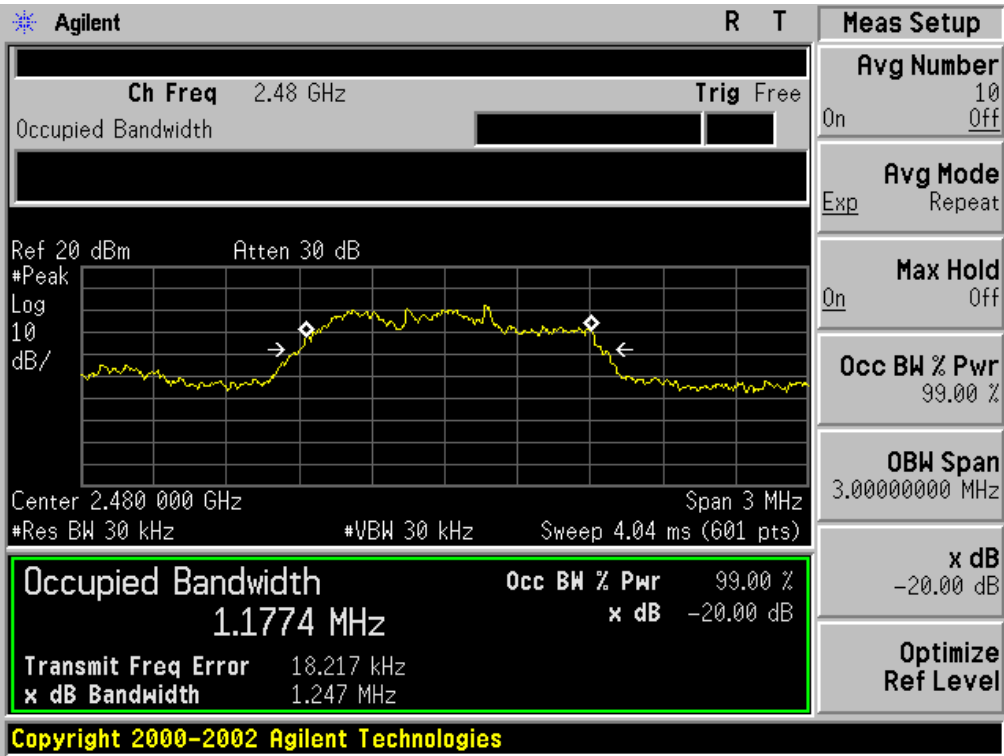 Agilent R T
Meas Setup
Ch Freq 2.48 GHz Trig Free
Occupied Bandwidth
Ref 20 dBm Atten 30 dB
#Peak
Log
10
dB/
Center 2.480 000 GHz Span 3 MHz
#Res BW 30 kHz #VBW 30 kHz Sweep 4.04 ms (601 pts)
Occupied Bandwidth Occ BW % Pwr 99.00 %
1.1774 MHz x dB -20.00 dB
Transmit Freq Error 18.217 kHz
x dB Bandwidth 1.247 MHz
Avg Number
10
On Off
Avg Mode
Exp Repeat
Max Hold
On Off
Occ BW % Pwr
99.00 %
OBW Span
3.00000000 MHz
x dB
-20.00 dB
Optimize
Ref Level
Copyright 2000-2002 Agilent Technologies